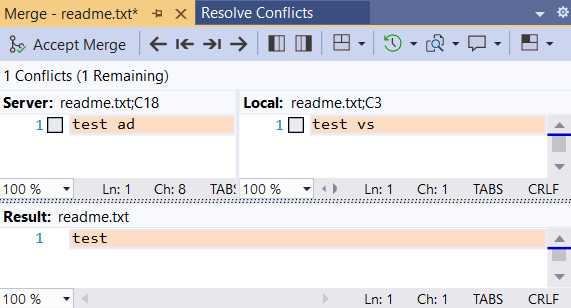 Merge - readme.txt* Resolve Conflicts
Accept Merge
1 Conflicts (1 Remaining)
Server: readme.txt;C18 Local: readme.txt;C3
1 test ad 1 test vs
100 % Ln: 1 Ch: 8 TABS 100 % Ln: 1 Ch: 1 TABS CRLF
Result: readme.txt
1 test
100 % Ln: 1 Ch: 1 TABS CRLF